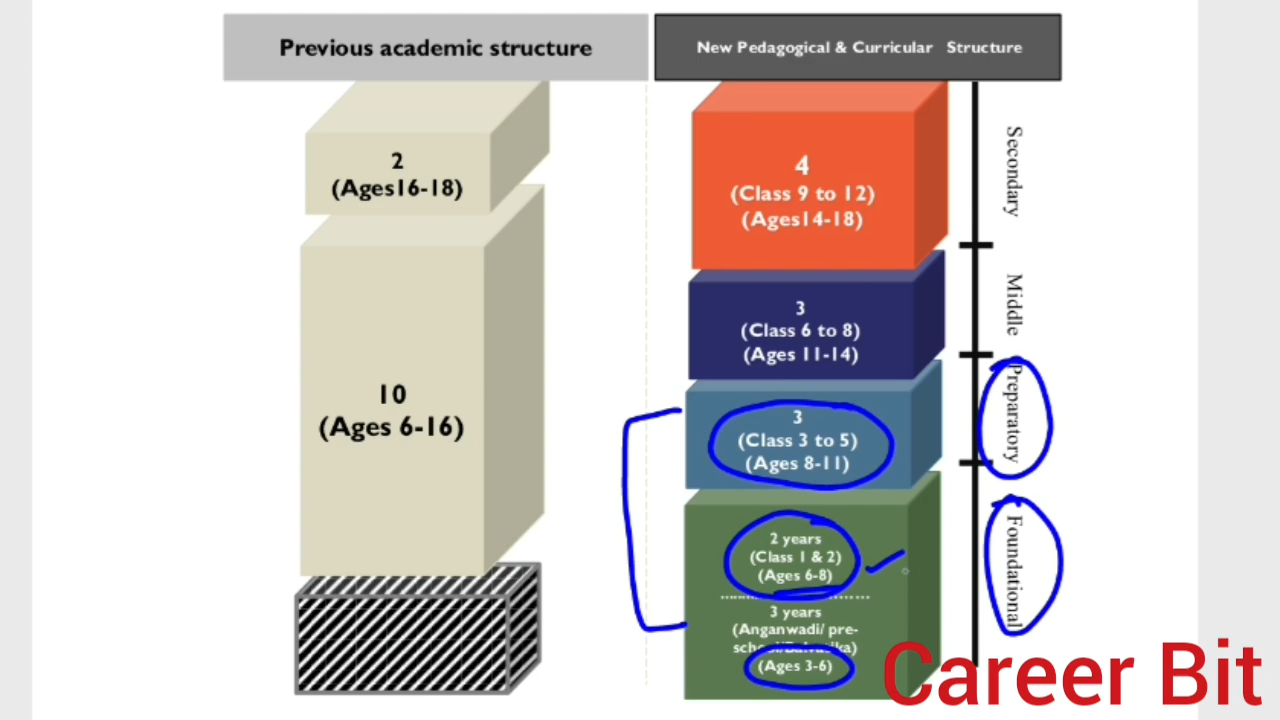 Previous academic structure
New Pedagogical & Curricular Structure
2
(Ages16-18)
10
(Ages 6-16)
4
(Class 9 to 12)
(Ages14-18)
3
(Class 6 to 8)
(Ages 11-14)
3
(Class 3 to 5)
(Ages 8-11)
2 years
(Class 1 & 2)
(Ages 6-8)
3 years
(Anganwadi/ pre-
school/Balvatika)
(Ages 3-6)
Secondary
Middle
Preparatory
Foundational
Career Bit